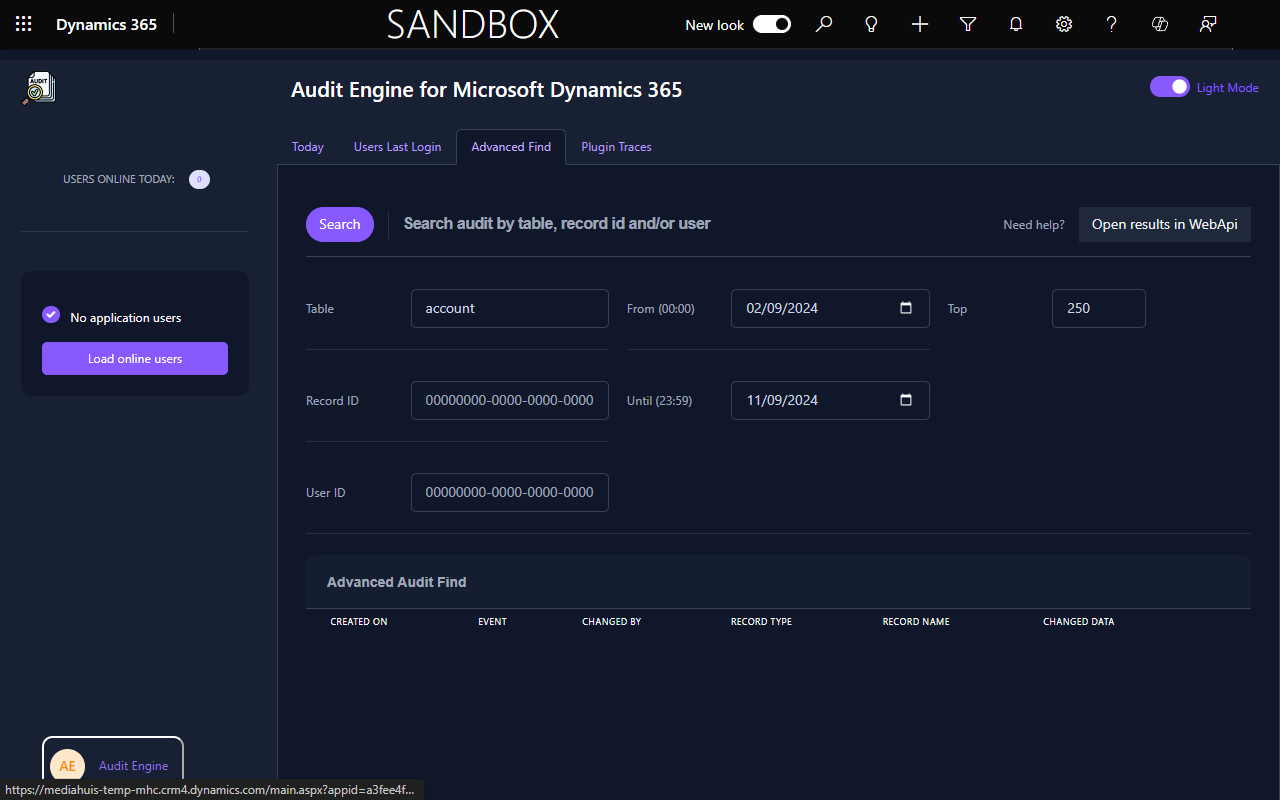 Dynamics 365 SANDBOX New look
AUDIT
Audit Engine for Microsoft Dynamics 365 Light Mode
Today Users Last Login Advanced Find Plugin Traces
USERS ONLINE TODAY: 0
Search Search audit by table, record id and/or user Need help? Open results in WebApi
Table account From (00:00) 02/09/2024 Top 250
No application users
Load online users
Record ID 00000000-0000-0000-0000 Until (23:59) 11/09/2024
User ID 00000000-0000-0000-0000
Advanced Audit Find
CREATED ON EVENT CHANGED BY RECORD TYPE RECORD NAME CHANGED DATA
AE Audit Engine
https://mediahuis-temp-mhc.crm4.dynamics.com/main.aspx?appid=a3fee4f...